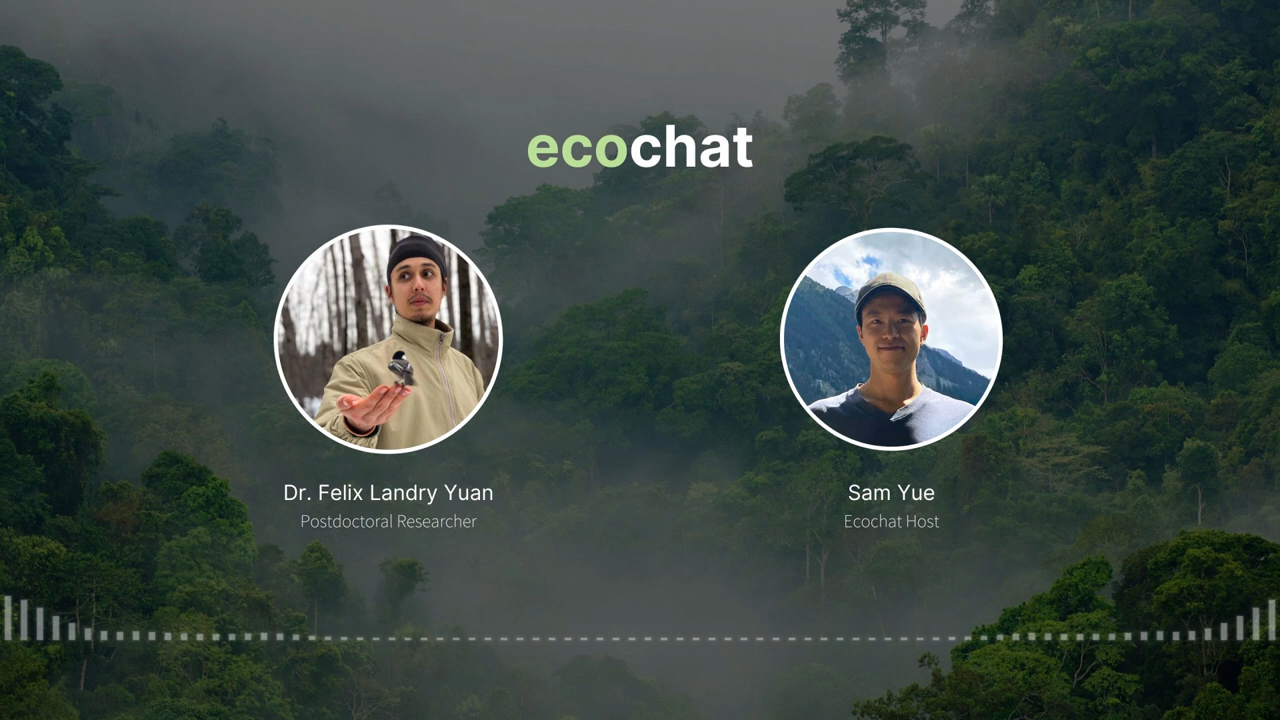 ecochat
Dr. Felix Landry Yuan
Postdoctoral Researcher
Sam Yue
Ecochat Host